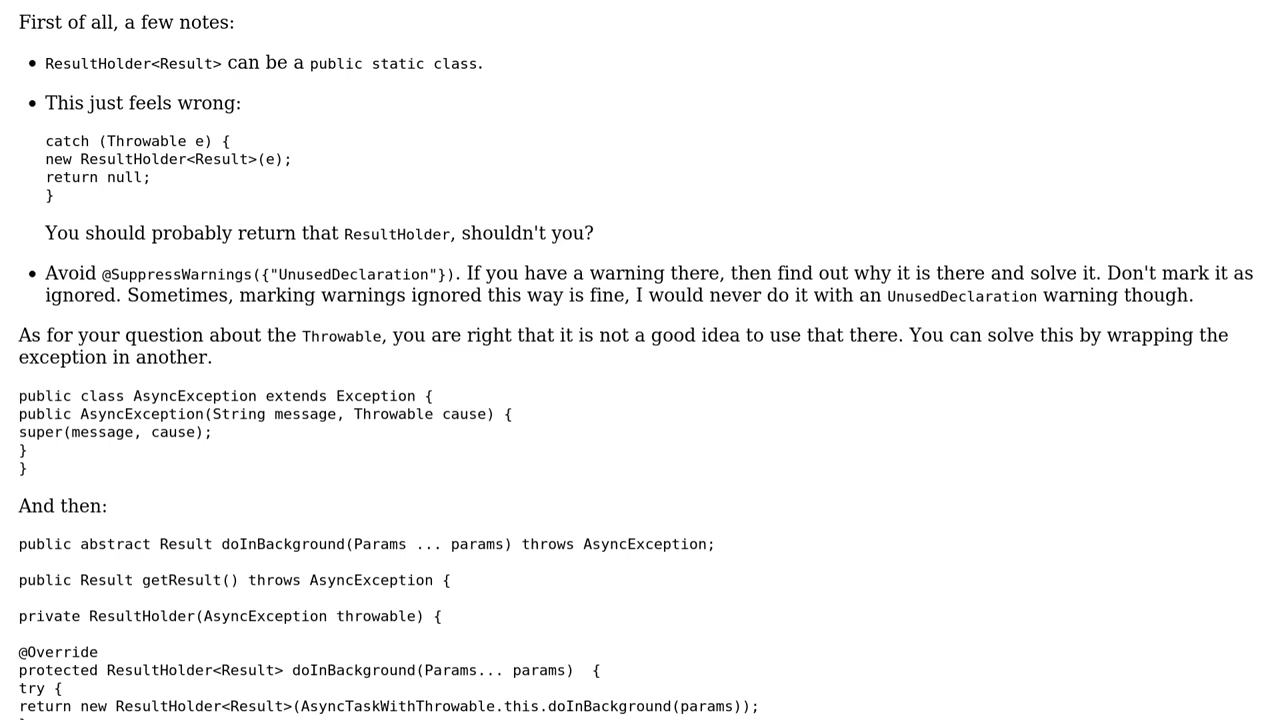 First of all, a few notes:
• ResultHolder<Result> can be a public static class.
• This just feels wrong:
catch (Throwable e) {
new ResultHolder<Result>(e);
return null;
}
You should probably return that ResultHolder, shouldn't you?
• Avoid @SuppressWarnings({"UnusedDeclaration"}). If you have a warning there, then find out why it is there and solve it. Don't mark it as
ignored. Sometimes, marking warnings ignored this way is fine, I would never do it with an UnusedDeclaration warning though.
As for your question about the Throwable, you are right that it is not a good idea to use that there. You can solve this by wrapping the
exception in another.
public class AsyncException extends Exception {
public AsyncException(String message, Throwable cause) {
super(message, cause);
}
}
And then:
public abstract Result doInBackground(Params ... params) throws AsyncException;
public Result getResult() throws AsyncException {
private ResultHolder(AsyncException throwable) {
@Override
protected ResultHolder<Result> doInBackground(Params... params)  {
try {
return new ResultHolder<Result>(AsyncTaskWithThrowable.this.doInBackground(params));